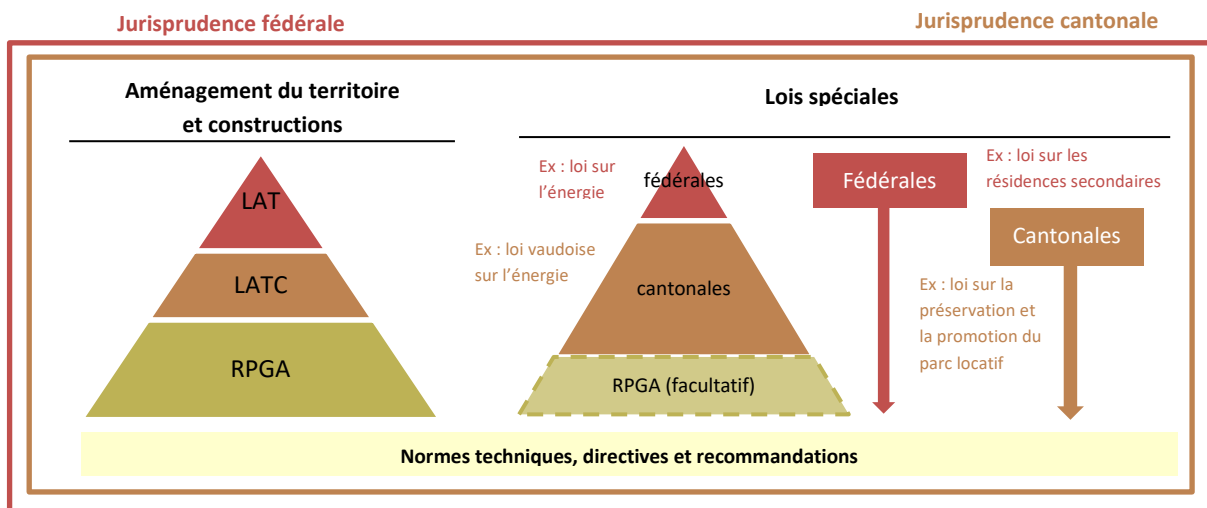 Jurisprudence fédérale
Jurisprudence cantonale
Aménagement du territoire
et constructions
LAT
LATC
RPGA
Lois spéciales
Ex : loi sur
l'énergie
fédérales
Ex : loi vaudoise
sur l'énergie
cantonales
RPGA (facultatif)
Fédérales
Ex : loi sur les
résidences secondaires
Cantonales
Ex : loi sur la
préservation et
la promotion du
parc locatif
Normes techniques, directives et recommandations